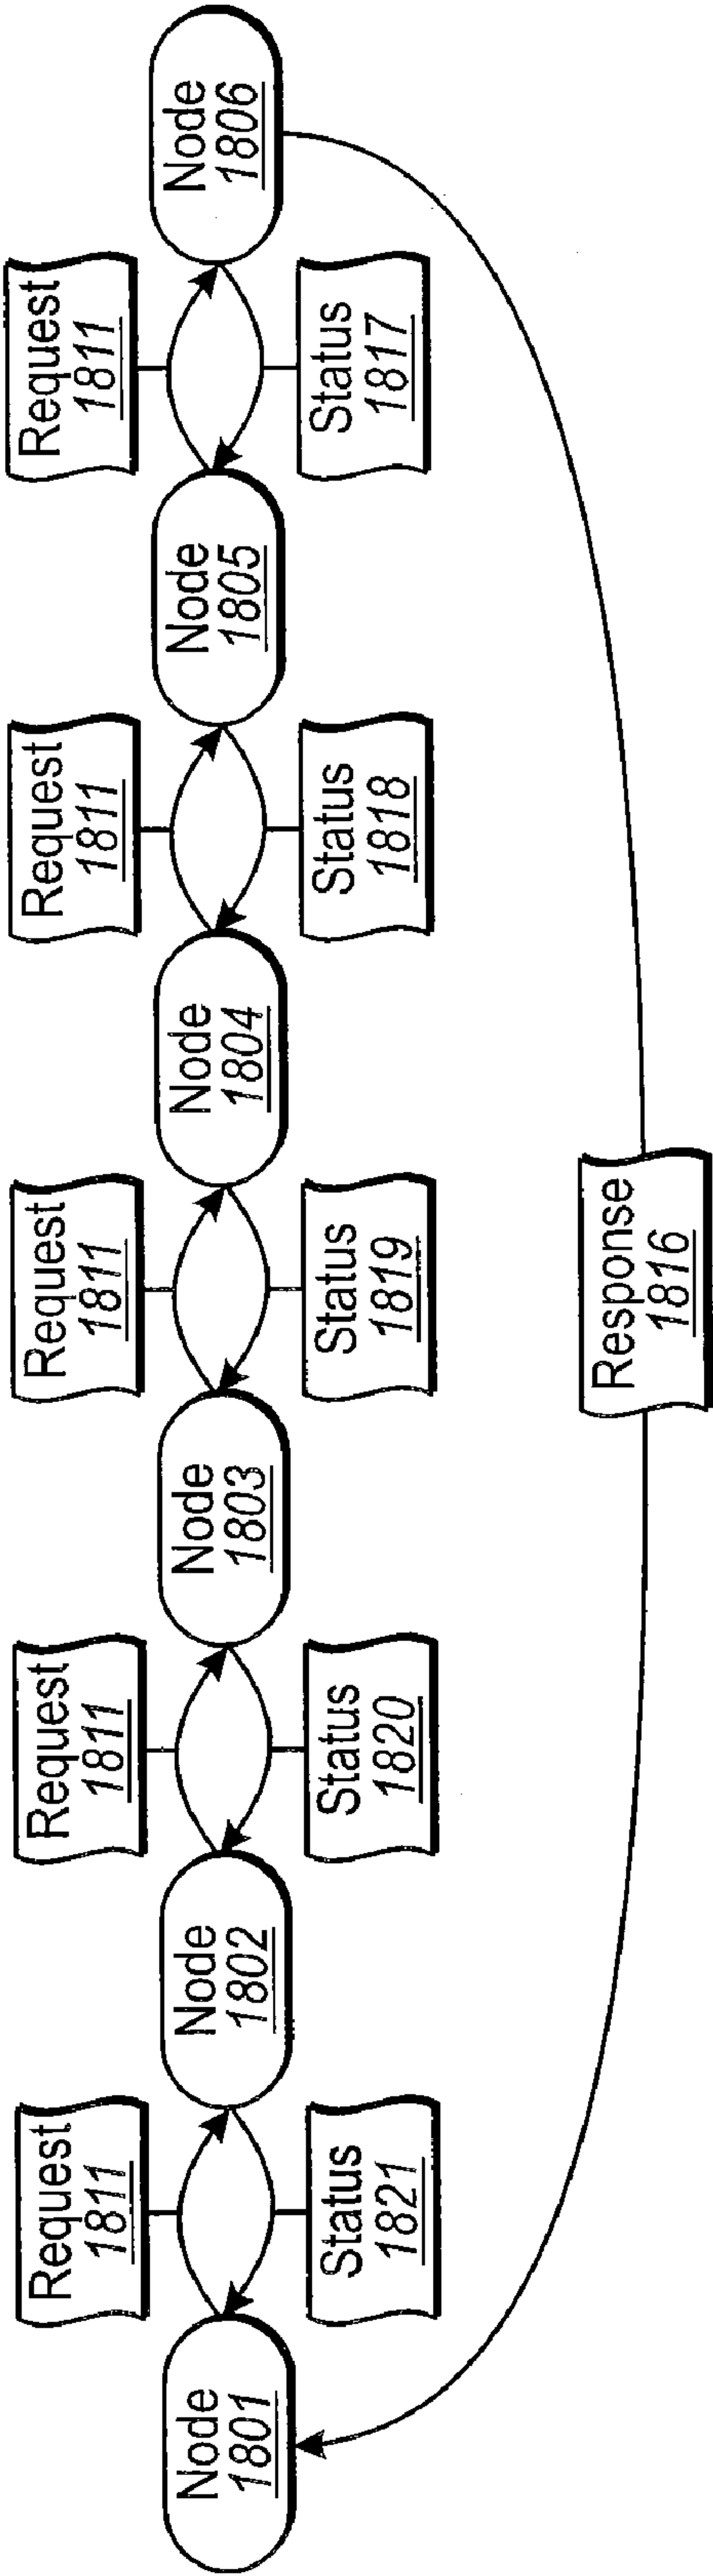 Request
1811
Request
1811
Request
1811
Request
1811
Request
1811
Node
1801
Node
1802
Node
1803
Node
1804
Node
1805
Node
1806
Status
1821
Status
1820
Status
1819
Status
1818
Status
1817
Response
1816